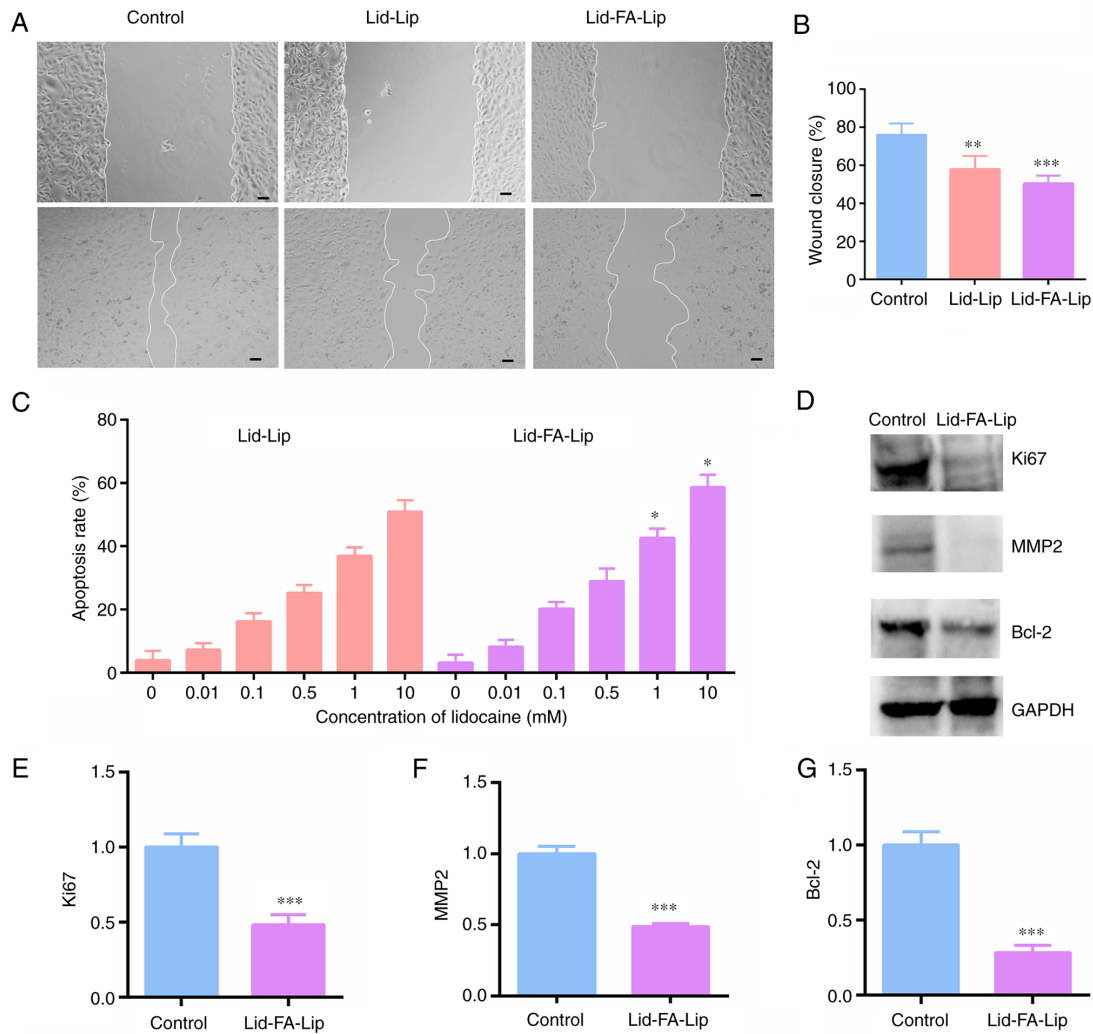 A
Control
Lid-Lip
Lid-FA-Lip
B
Wound closure (%)
100
80
60
40
20
0
**
***
Control
Lid-Lip
Lid-FA-Lip
C
Apoptosis rate (%)
80
60
40
20
0
Lid-Lip
Lid-FA-Lip
*
*
0 0.01 0.1 0.5 1 10 0 0.01 0.1 0.5 1 10
Concentration of lidocaine (mM)
D
Control Lid-FA-Lip
Ki67
MMP2
Bcl-2
GAPDH
E
Ki67
1.5
1.0
0.5
0.0
***
Control
Lid-FA-Lip
F
MMP2
1.5
1.0
0.5
0.0
***
Control
Lid-FA-Lip
G
Bcl-2
1.5
1.0
0.5
0.0
***
Control
Lid-FA-Lip